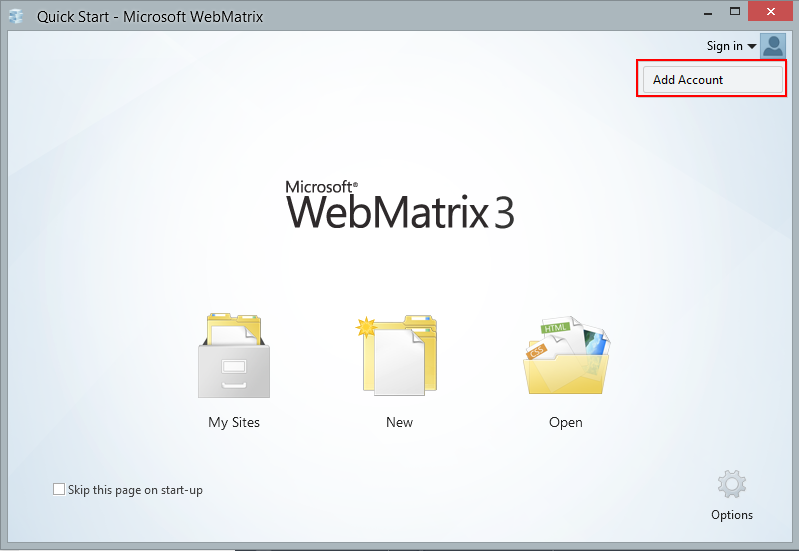 Quick Start - Microsoft WebMatrix
Sign in
Add Account
Microsoft®
WebMatrix 3
HTML
CSS
My Sites
New
Open
Skip this page on start-up
Options